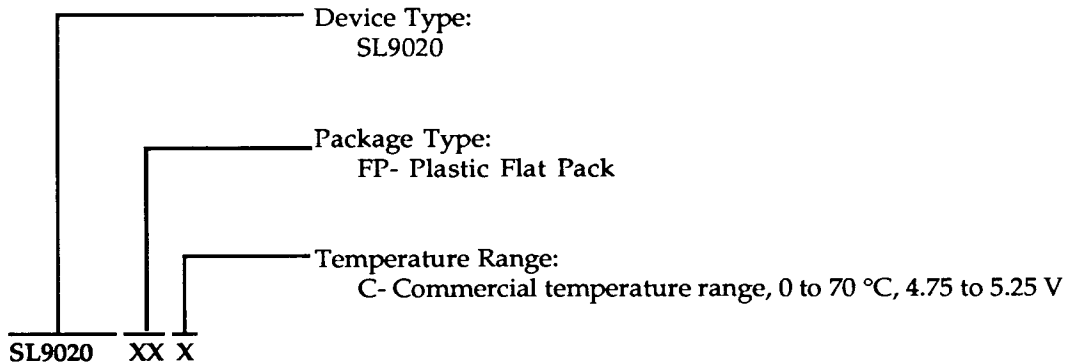 Device Type:
SL9020
Package Type:
FP- Plastic Flat Pack
Temperature Range:
C- Commercial temperature range, 0 to 70 °C, 4.75 to 5.25 V
SL9020 XX X